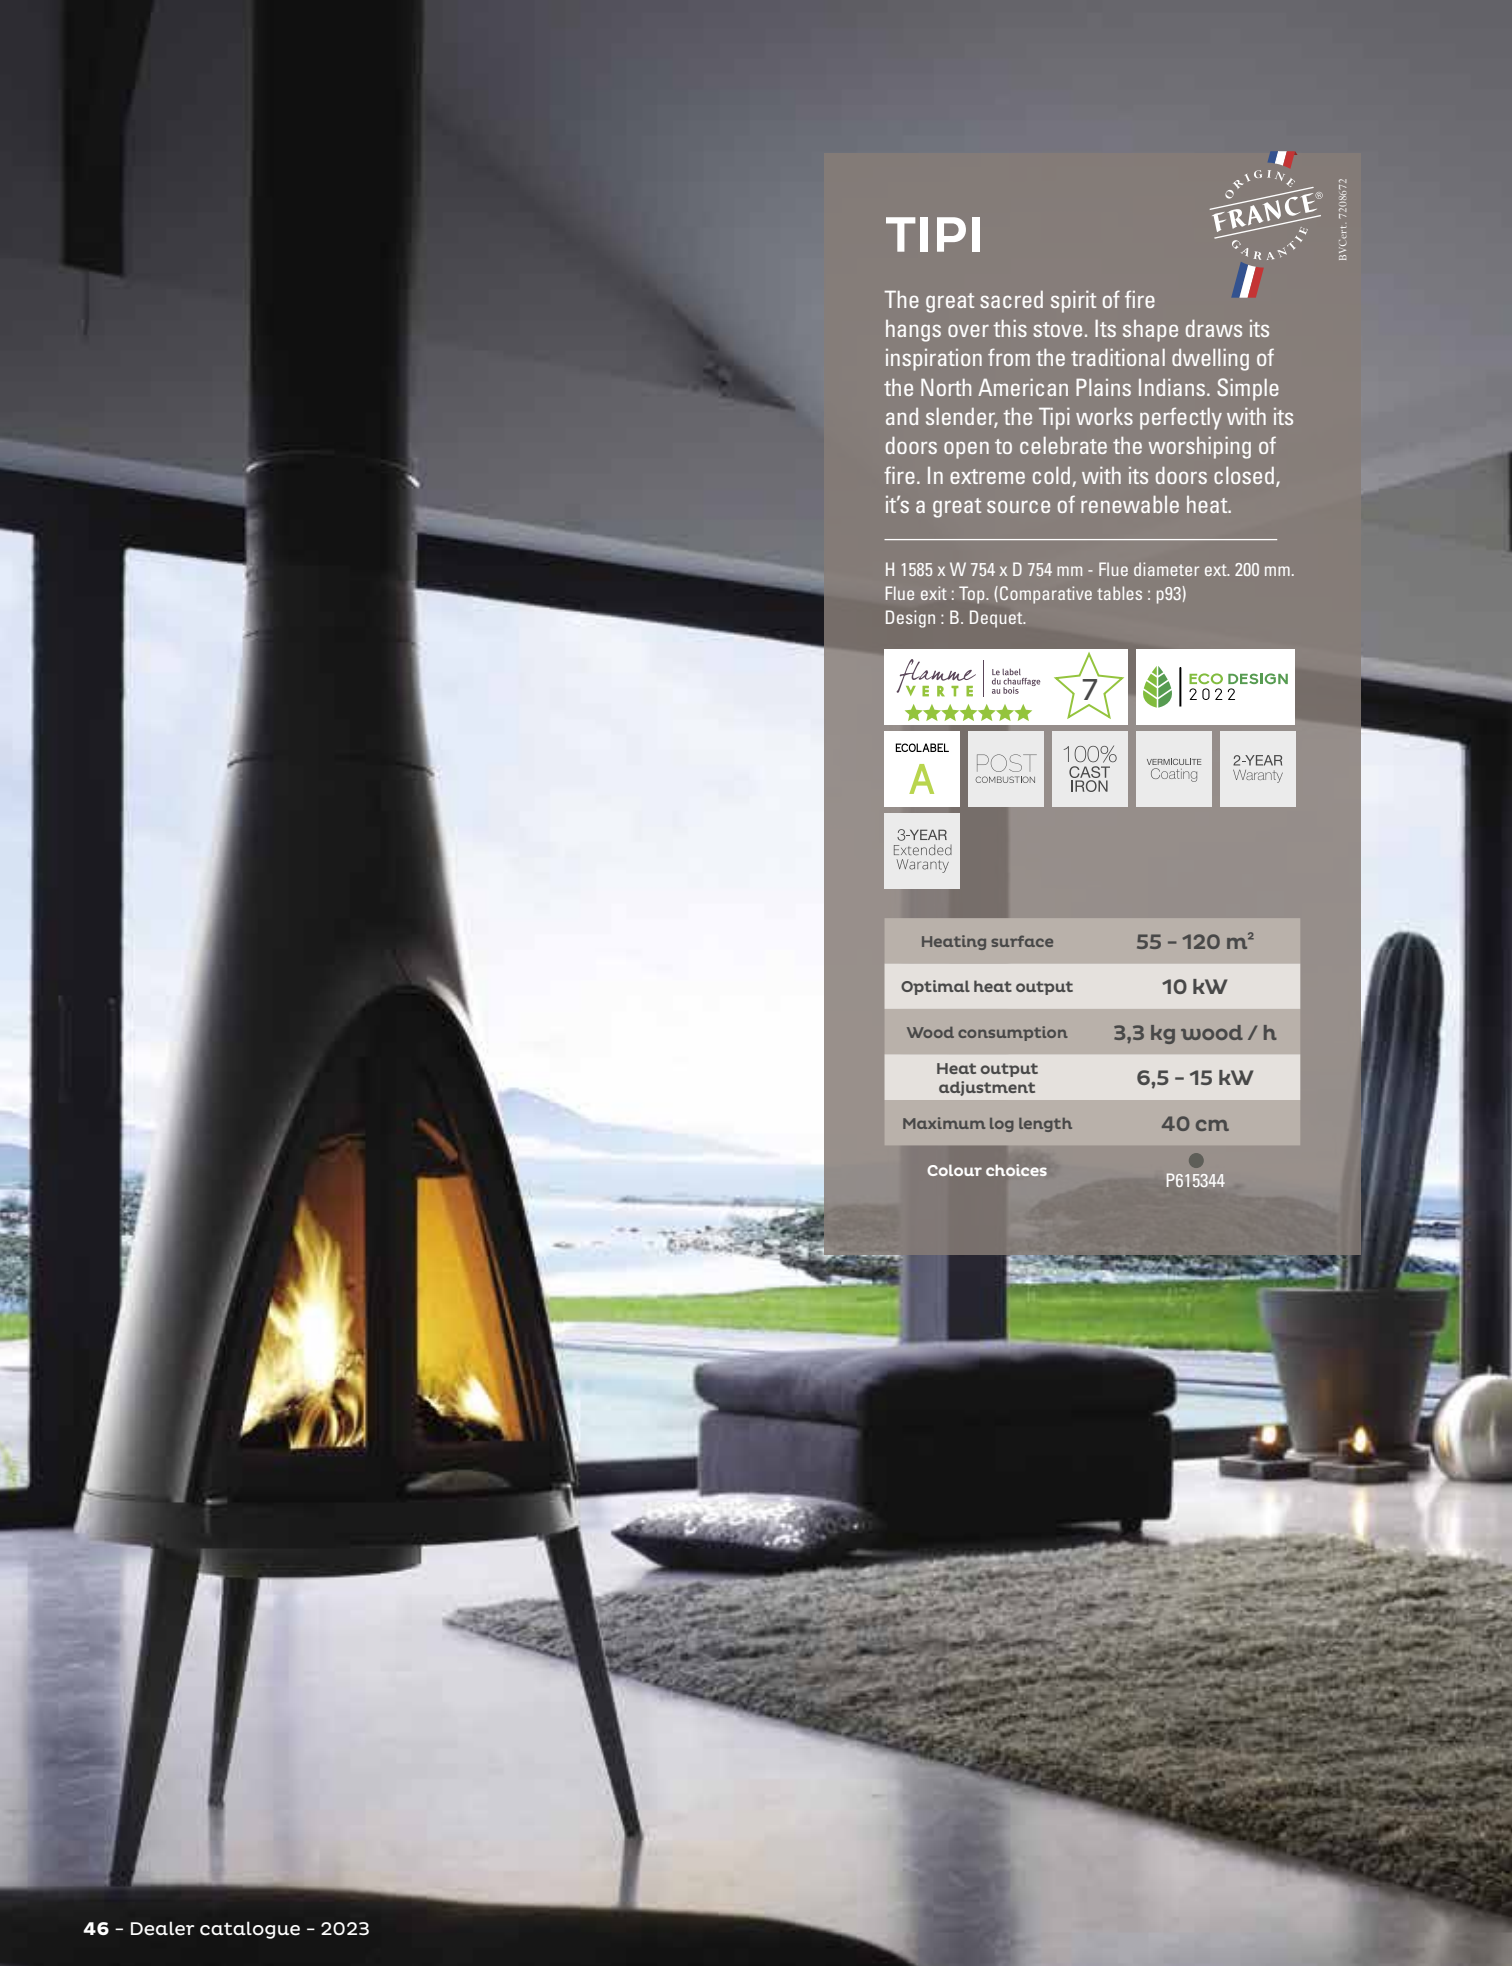 TIPI
ORIGINE
FRANCE®
GARANTIE
BVCert. 7208672
The great sacred spirit of fire
hangs over this stove. Its shape draws its
inspiration from the traditional dwelling of
the North American Plains Indians. Simple
and slender, the Tipi works perfectly with its
doors open to celebrate the worshiping of
fire. In extreme cold, with its doors closed,
it's a great source of renewable heat.
H 1585 x W 754 x D 754 mm - Flue diameter ext. 200 mm.
Flue exit : Top. (Comparative tables : p93)
Design : B. Dequet.
flamme
VERTE
Le label
du chauffage
au bois
7
ECO DESIGN
2022
ECOLABEL
A
POST
COMBUSTION
100%
CAST
IRON
VERMICULITE
Coating
2-YEAR
Waranty
3-YEAR
Extended
Waranty
Heating surface 55 - 120 m²
Optimal heat output 10 kW
Wood consumption 3,3 kg wood / h
Heat output
adjustment 6,5 - 15 kW
Maximum log length 40 cm
Colour choices P615344
46 - Dealer catalogue - 2023